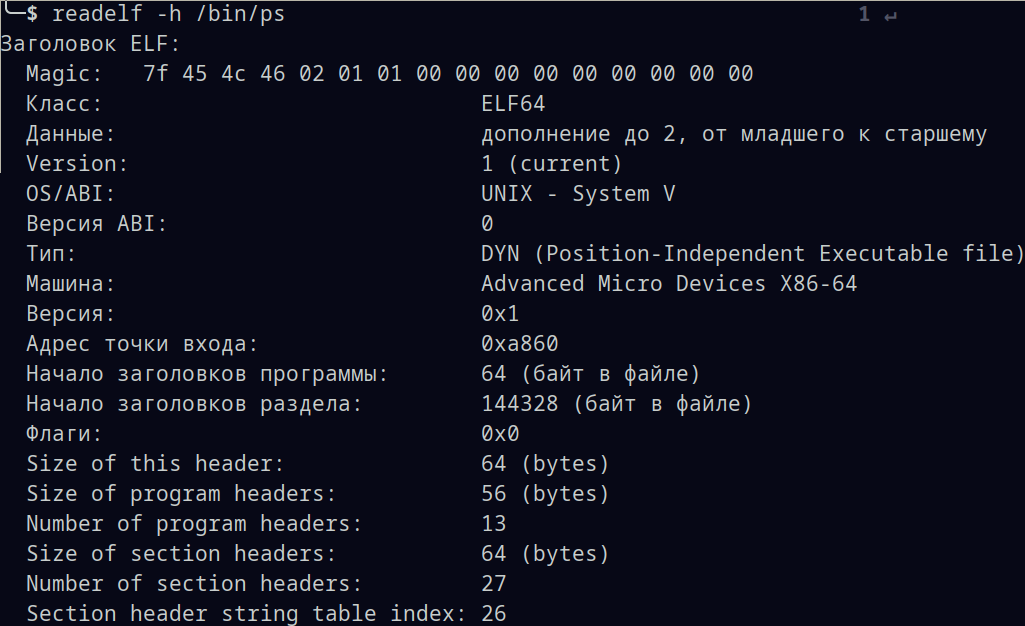 $ readelf -h /bin/ps 1 ↵
Заголовок ELF:
Magic: 7f 45 4c 46 02 01 01 00 00 00 00 00 00 00 00 00
Класс: ELF64
Данные: дополнение до 2, от младшего к старшему
Version: 1 (current)
OS/ABI: UNIX - System V
Версия ABI: 0
Тип: DYN (Position-Independent Executable file)
Машина: Advanced Micro Devices X86-64
Версия: 0x1
Адрес точки входа: 0xa860
Начало заголовков программы: 64 (байт в файле)
Начало заголовков раздела: 144328 (байт в файле)
Флаги: 0x0
Size of this header: 64 (bytes)
Size of program headers: 56 (bytes)
Number of program headers: 13
Size of section headers: 64 (bytes)
Number of section headers: 27
Section header string table index: 26